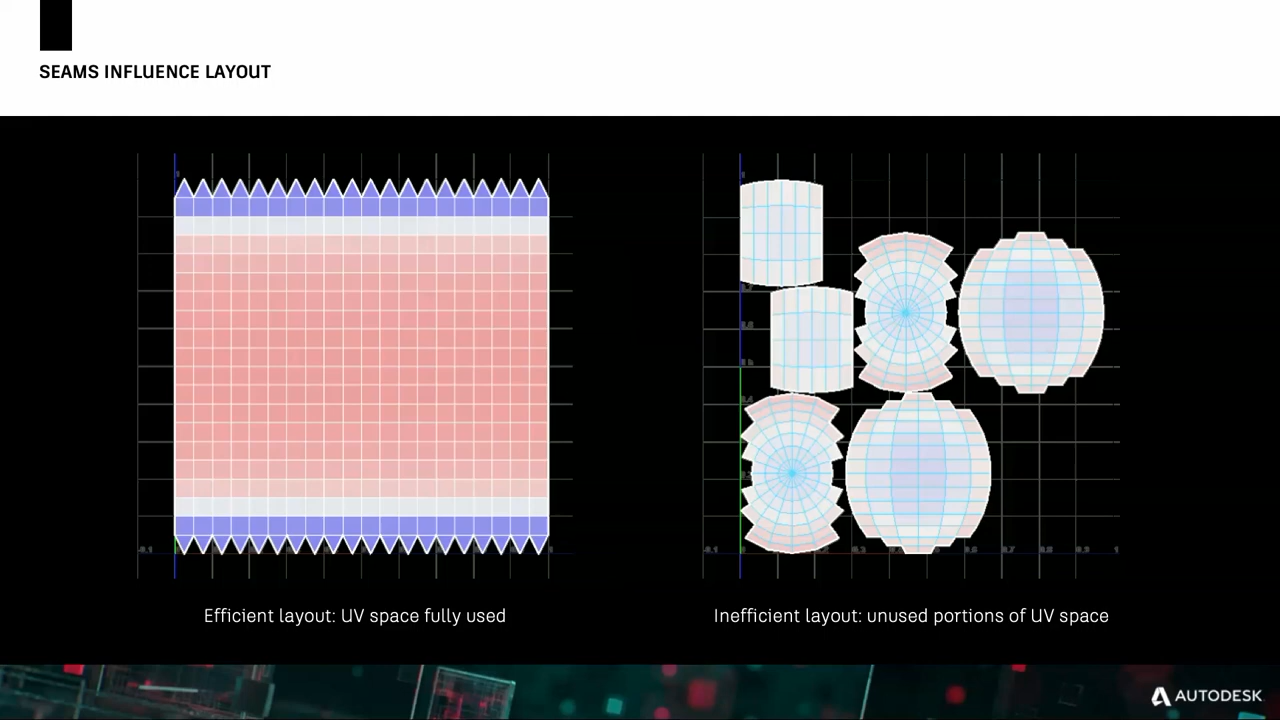 SEAMS INFLUENCE LAYOUT
Efficient layout: UV space fully used
Inefficient layout: unused portions of UV space
AUTODESK